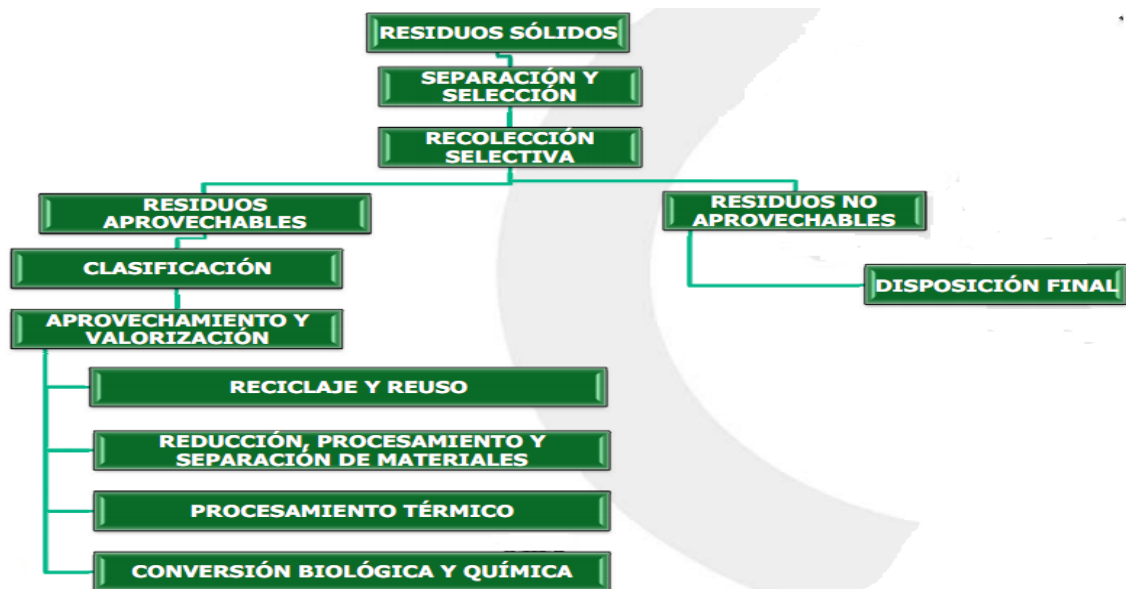 RESIDUOS SÓLIDOS
SEPARACIÓN Y
SELECCIÓN
RECOLECCIÓN
SELECTIVA
RESIDUOS
APROVECHABLES
RESIDUOS NO
APROVECHABLES
CLASIFICACIÓN
DISPOSICIÓN FINAL
APROVECHAMIENTO Y
VALORIZACIÓN
RECICLAJE Y REUSO
REDUCCIÓN, PROCESAMIENTO Y
SEPARACIÓN DE MATERIALES
PROCESAMIENTO TÉRMICO
CONVERSIÓN BIOLÓGICA Y QUÍMICA